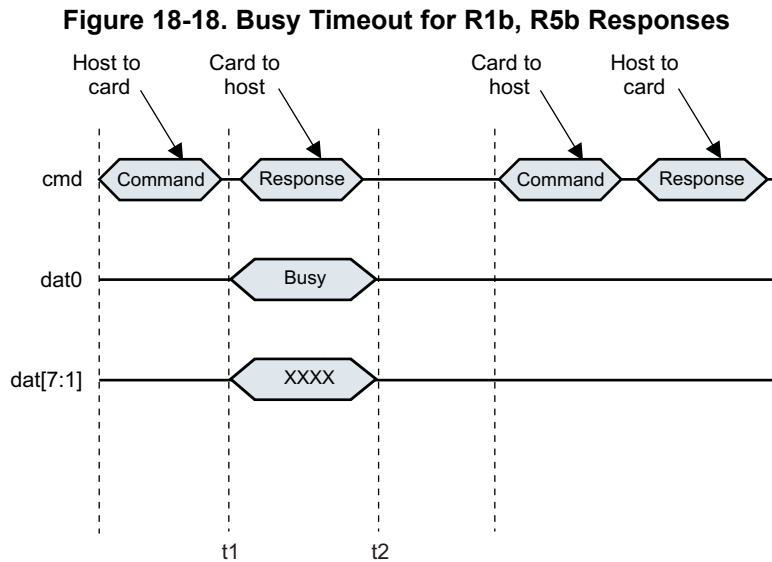 Figure 18-18. Busy Timeout for R1b, R5b Responses
Host to card
Card to host
Card to host
Host to card
cmd
Command
Response
Command
Response
dat0
Busy
dat[7:1]
XXXX
t1
t2